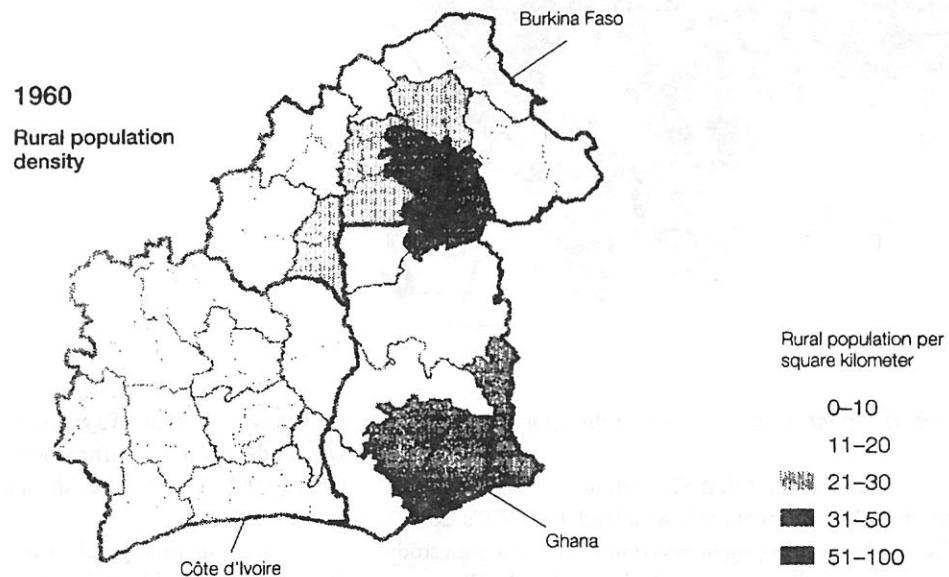 Burkina Faso
1960
Rural population
density
Rural population per
square kilometer
0–10
11–20
21–30
31–50
51–100
Ghana
Côte d'Ivoire